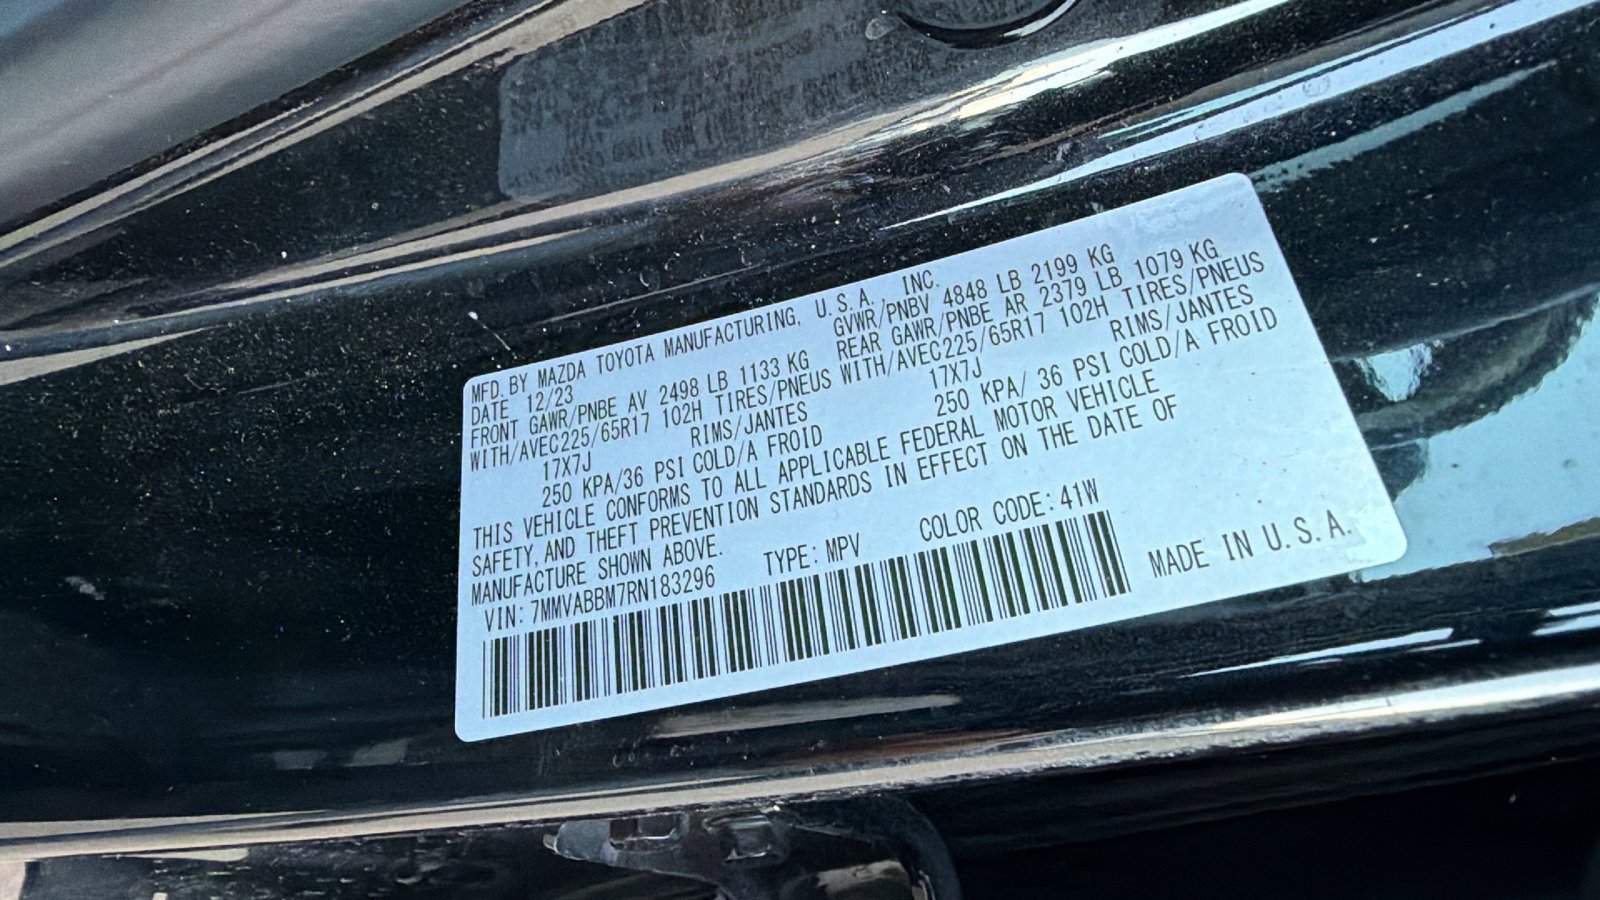 MFD. BY MAZDA TOYOTA MANUFACTURING, U.S.A. INC.
DATE 12/23 GVWR/PNBV 4848 LB 2199 KG
FRONT GAWR/PNBE AV 2498 LB 1133 KG REAR GAWR/PNBE AR 2379 LB 1079 KG
WITH/AVEC225/65R17 102H TIRES/PNEUS WITH/AVEC225/65R17 102H TIRES/PNEUS
17X7J RIMS/JANTES 17X7J RIMS/JANTES
250 KPA/36 PSI COLD/A FROID 250 KPA/ 36 PSI COLD/A FROID
THIS VEHICLE CONFORMS TO ALL APPLICABLE FEDERAL MOTOR VEHICLE
SAFETY, AND THEFT PREVENTION STANDARDS IN EFFECT ON THE DATE OF
MANUFACTURE SHOWN ABOVE.
VIN: 7MMVABBM7RN183296 TYPE: MPV COLOR CODE: 41W
MADE IN U.S.A.